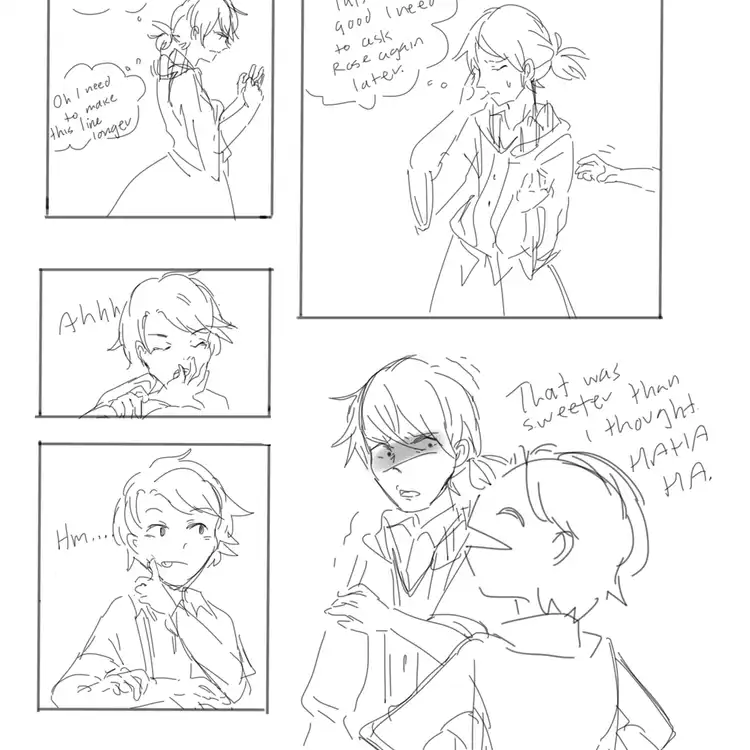 Oh I need
to make
this line
longer
This
good I need
to ask
Rose again
later.
Ahhh
Hm...
That was
sweeter than
i thought
HAHA
HA.